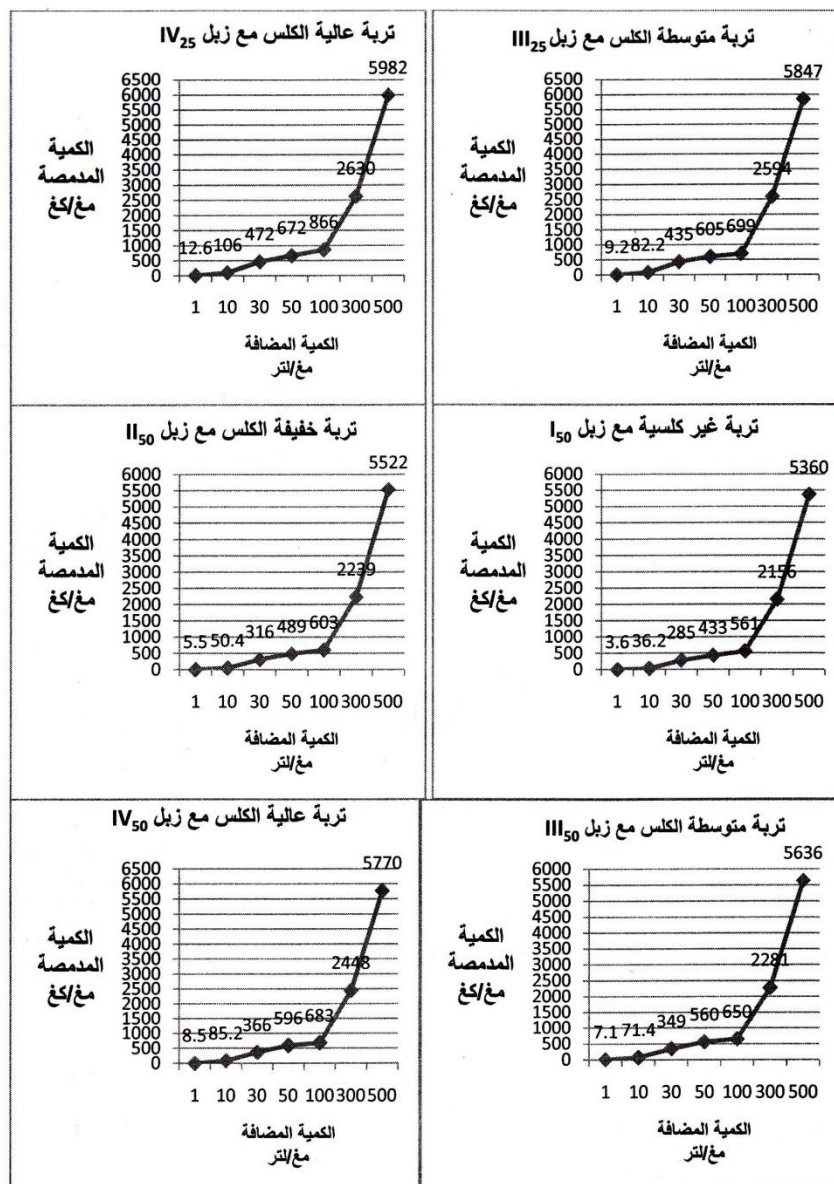 تربة متوسطة الكلس مع زبل III₂₅
5847
6500
6000
5500
5000
4500
4000
3500
3000
2500
2000
1500
1000
500
0
الكمية
المدمصة
مغ/كغ
9.2 82.2 435 605 699 2594
1 10 30 50 100 300 500
الكمية المضافة
مغ/لتر
تربة عالية الكلس مع زبل IV₂₅
5982
6500
6000
5500
5000
4500
4000
3500
3000
2500
2000
1500
1000
500
0
الكمية
المدمصة
مغ/كغ
12.6 106 472 672 866 2630
1 10 30 50 100 300 500
الكمية المضافة
مغ/لتر
تربة غير كلسية مع زبل I₅₀
5360
6000
5500
5000
4500
4000
3500
3000
2500
2000
1500
1000
500
0
الكمية
المدمصة
مغ/كغ
3.6 36.2 285 433 561 2156
1 10 30 50 100 300 500
الكمية المضافة
مغ/لتر
تربة خفيفة الكلس مع زبل II₅₀
5522
6000
5500
5000
4500
4000
3500
3000
2500
2000
1500
1000
500
0
الكمية
المدمصة
مغ/كغ
5.5 50.4 316 489 603 2239
1 10 30 50 100 300 500
الكمية المضافة
مغ/لتر
تربة متوسطة الكلس مع زبل III₅₀
5636
6000
5500
5000
4500
4000
3500
3000
2500
2000
1500
1000
500
0
الكمية
المدمصة
مغ/كغ
7.1 71.4 349 560 650 2281
1 10 30 50 100 300 500
الكمية المضافة
مغ/لتر
تربة عالية الكلس مع زبل IV₅₀
5770
6500
6000
5500
5000
4500
4000
3500
3000
2500
2000
1500
1000
500
0
الكمية
المدمصة
مغ/كغ
8.5 85.2 366 596 683 2448
1 10 30 50 100 300 500
الكمية المضافة
مغ/لتر